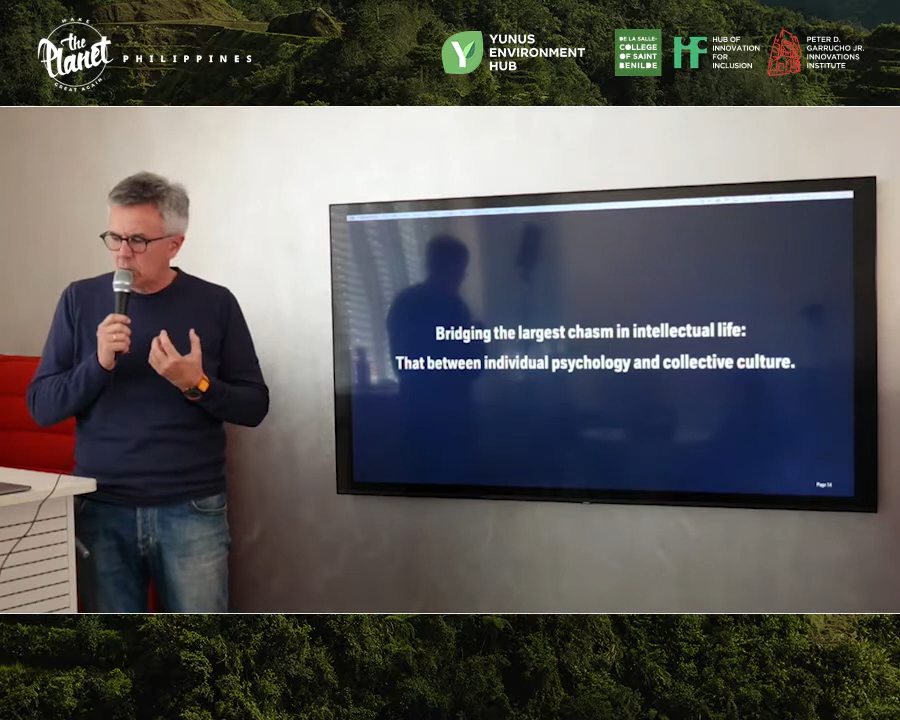 MAKE
the
Planet
GREAT AGAIN
PHILIPPINES
YUNUS
ENVIRONMENT
HUB
DE LA SALLE-
COLLEGE
OF SAINT
BENILDE
HUB OF
INNOVATION
FOR
INCLUSION
PETER D.
GARRUCHO JR.
INNOVATIONS
INSTITUTE
Bridging the largest chasm in intellectual life:
That between individual psychology and collective culture.
Page 14